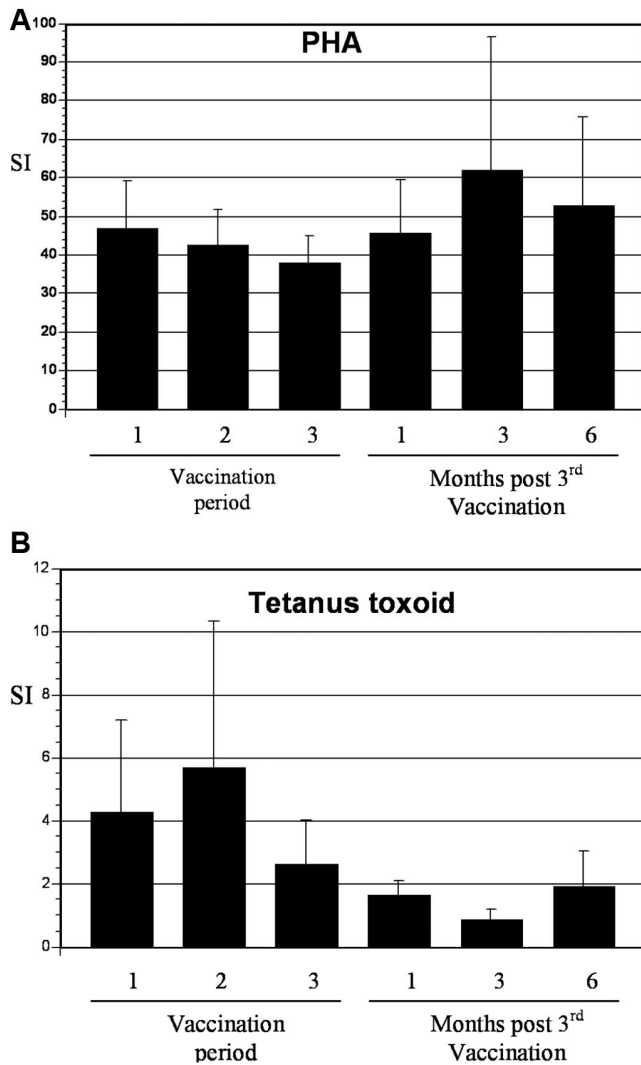 A
PHA
100
90
80
70
60
SI
50
40
30
20
10
0
1 2 3 1 3 6
Vaccination period
Months post 3rd Vaccination
B
Tetanus toxoid
12
10
8
SI
6
4
2
0
1 2 3 1 3 6
Vaccination period
Months post 3rd Vaccination